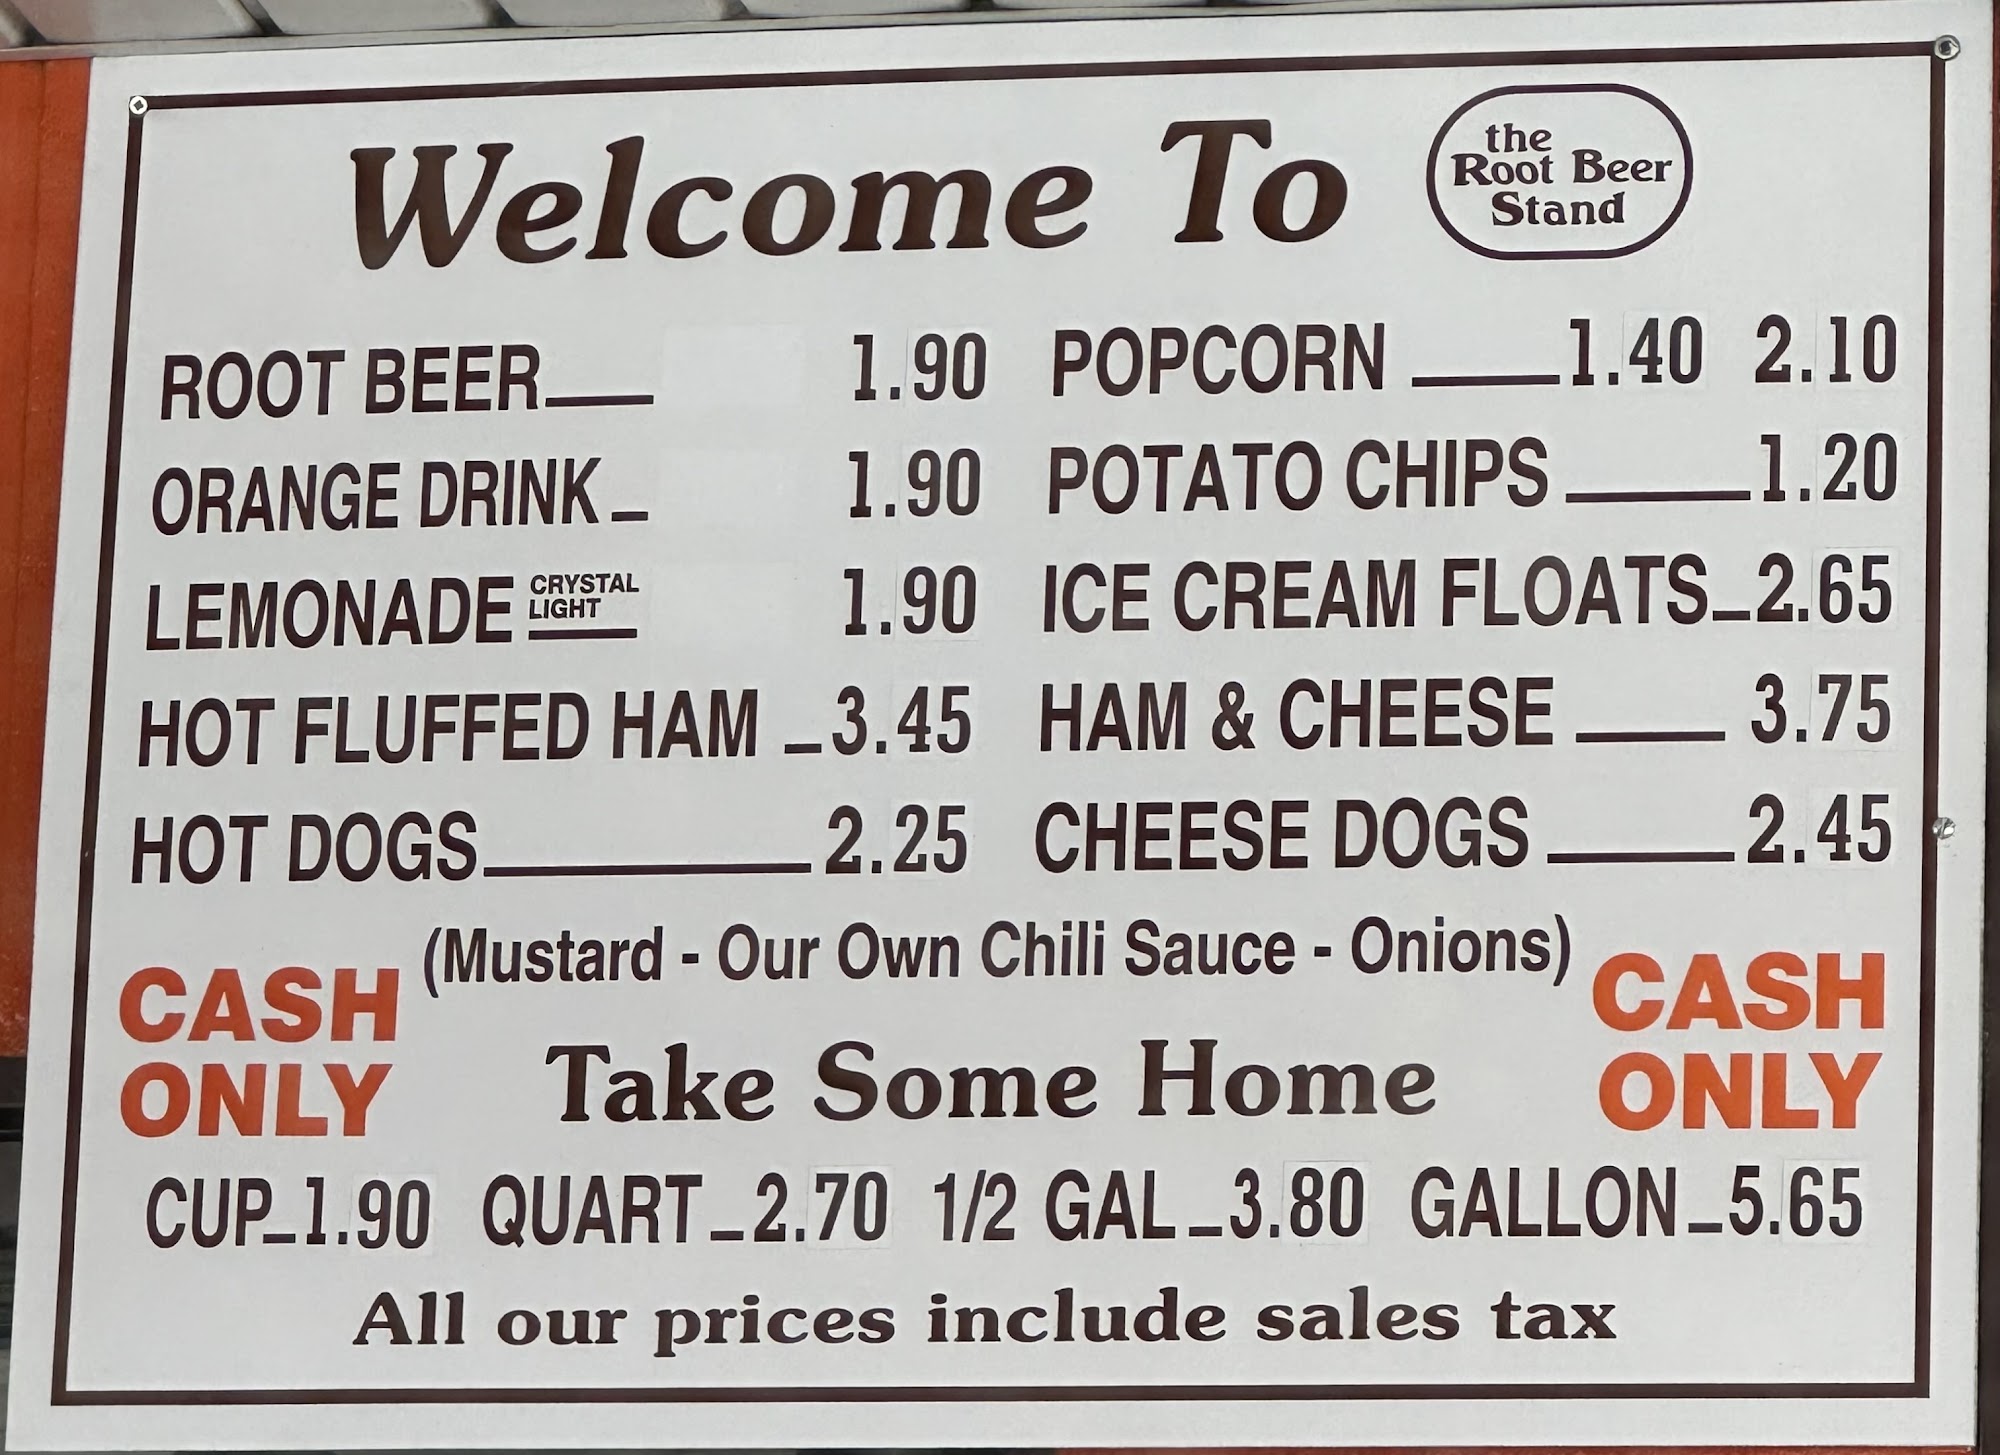 Welcome To
the
Root Beer
Stand
ROOT BEER 1.90
ORANGE DRINK 1.90
LEMONADE CRYSTAL LIGHT 1.90
HOT FLUFFED HAM 3.45
HOT DOGS 2.25
POPCORN 1.40 2.10
POTATO CHIPS 1.20
ICE CREAM FLOATS 2.65
HAM & CHEESE 3.75
CHEESE DOGS 2.45
(Mustard - Our Own Chili Sauce - Onions)
CASH
ONLY
CASH
ONLY
Take Some Home
CUP 1.90 QUART 2.70 1/2 GAL 3.80 GALLON 5.65
All our prices include sales tax